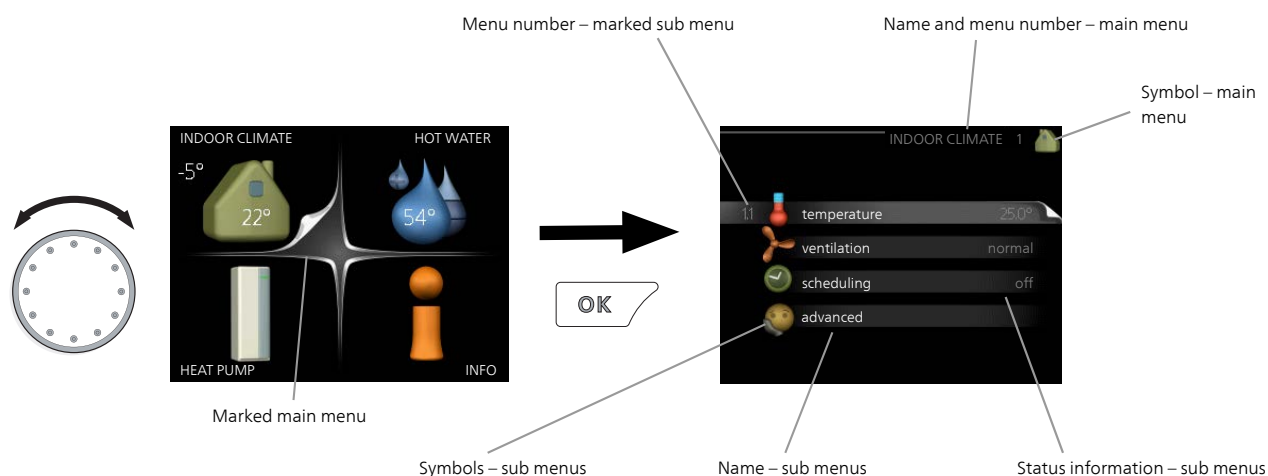 Menu number – marked sub menu
Name and menu number – main menu
Symbol – main
menu
INDOOR CLIMATE
HOT WATER
-5°
22°
54°
HEAT PUMP
INFO
Marked main menu
OK
INDOOR CLIMATE 1
1.1 temperature 25.0°
ventilation normal
scheduling off
advanced
Symbols – sub menus
Name – sub menus
Status information – sub menus